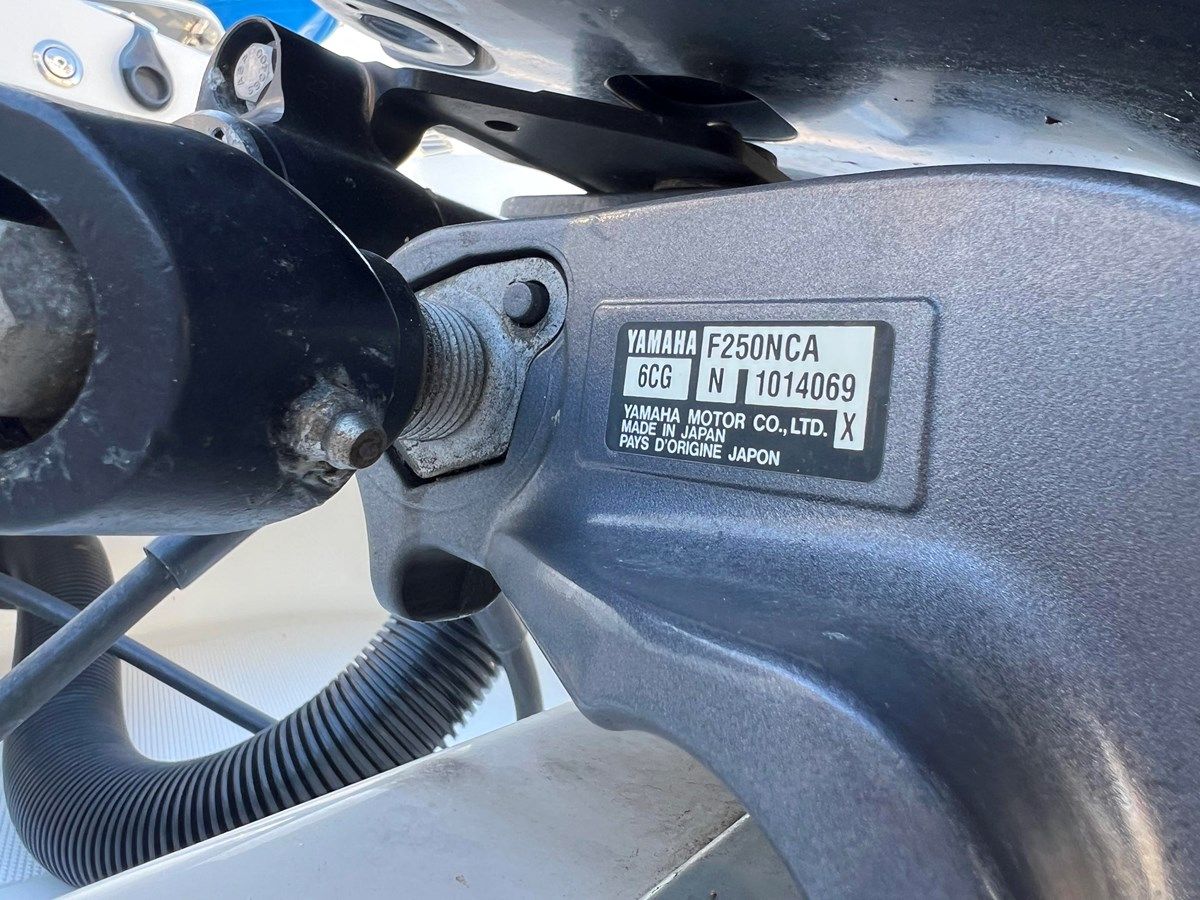 YAMAHA F250NCA
6CG N 1014069
YAMAHA MOTOR CO., LTD. X
MADE IN JAPAN
PAYS D'ORIGINE JAPON